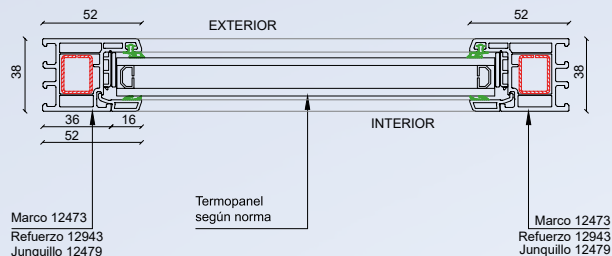 52
52
EXTERIOR
38
38
INTERIOR
36
16
52
Termopanel
según norma
Marco 12473
Refuerzo 12943
Junquillo 12479
Marco 12473
Refuerzo 12943
Junquillo 12479